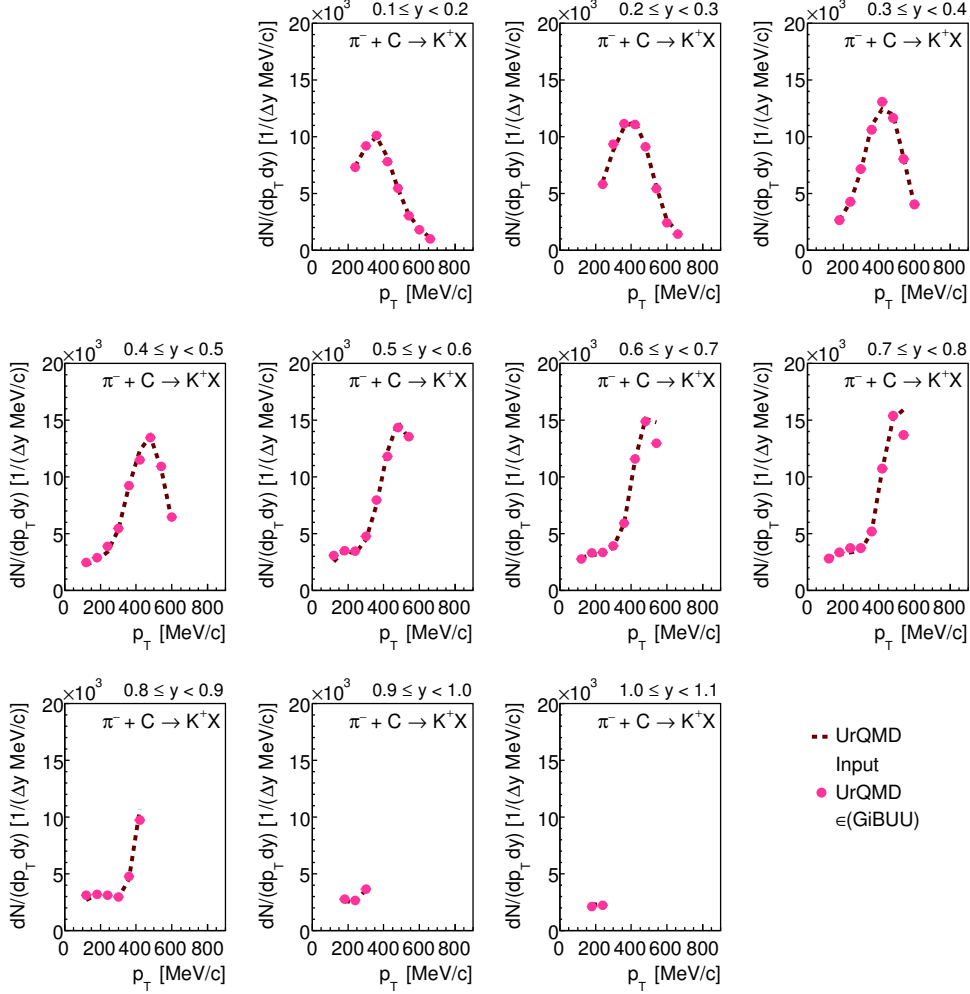 ×10³ 0.1 ≤ y < 0.2
π⁻ + C → K⁺X
dN/(dp_T dy) [1/(Δy MeV/c)]
20
15
10
5
0
0 200 400 600 800
p_T [MeV/c]
×10³ 0.2 ≤ y < 0.3
π⁻ + C → K⁺X
dN/(dp_T dy) [1/(Δy MeV/c)]
20
15
10
5
0
0 200 400 600 800
p_T [MeV/c]
×10³ 0.3 ≤ y < 0.4
π⁻ + C → K⁺X
dN/(dp_T dy) [1/(Δy MeV/c)]
20
15
10
5
0
0 200 400 600 800
p_T [MeV/c]
×10³ 0.4 ≤ y < 0.5
π⁻ + C → K⁺X
dN/(dp_T dy) [1/(Δy MeV/c)]
20
15
10
5
0
0 200 400 600 800
p_T [MeV/c]
×10³ 0.5 ≤ y < 0.6
π⁻ + C → K⁺X
dN/(dp_T dy) [1/(Δy MeV/c)]
20
15
10
5
0
0 200 400 600 800
p_T [MeV/c]
×10³ 0.6 ≤ y < 0.7
π⁻ + C → K⁺X
dN/(dp_T dy) [1/(Δy MeV/c)]
20
15
10
5
0
0 200 400 600 800
p_T [MeV/c]
×10³ 0.7 ≤ y < 0.8
π⁻ + C → K⁺X
dN/(dp_T dy) [1/(Δy MeV/c)]
20
15
10
5
0
0 200 400 600 800
p_T [MeV/c]
×10³ 0.8 ≤ y < 0.9
π⁻ + C → K⁺X
dN/(dp_T dy) [1/(Δy MeV/c)]
20
15
10
5
0
0 200 400 600 800
p_T [MeV/c]
×10³ 0.9 ≤ y < 1.0
π⁻ + C → K⁺X
dN/(dp_T dy) [1/(Δy MeV/c)]
20
15
10
5
0
0 200 400 600 800
p_T [MeV/c]
×10³ 1.0 ≤ y < 1.1
π⁻ + C → K⁺X
dN/(dp_T dy) [1/(Δy MeV/c)]
20
15
10
5
0
0 200 400 600 800
p_T [MeV/c]
UrQMD
Input
UrQMD
∈(GiBUU)